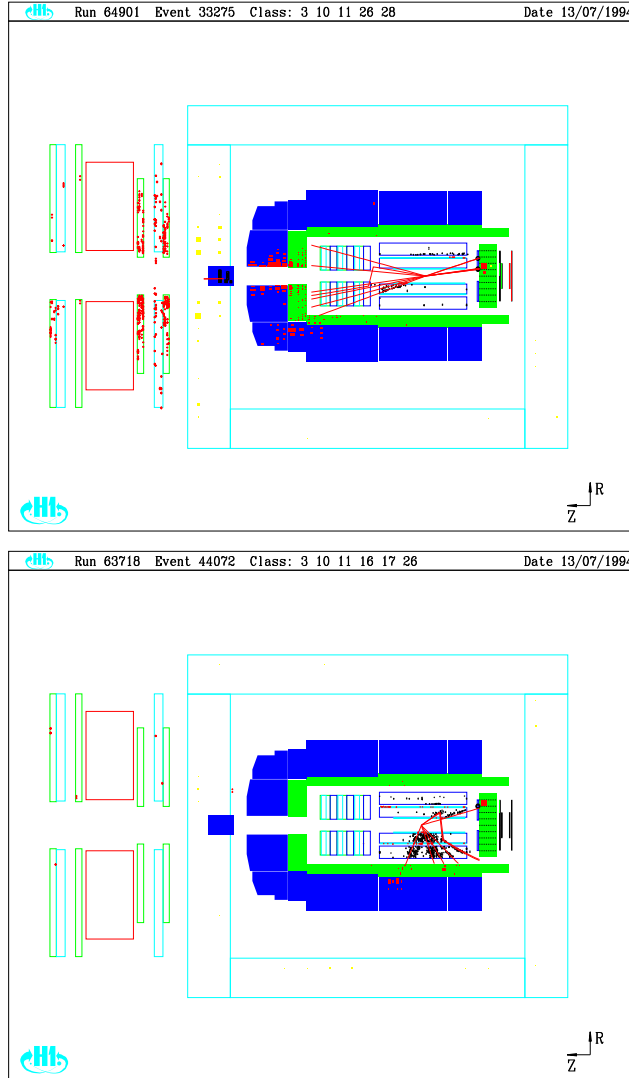 H1 Run 64901 Event 33275 Class: 3 10 11 26 28 Date 13/07/1994
R
Z
H1
H1 Run 63718 Event 44072 Class: 3 10 11 16 17 26 Date 13/07/1994
R
Z
H1